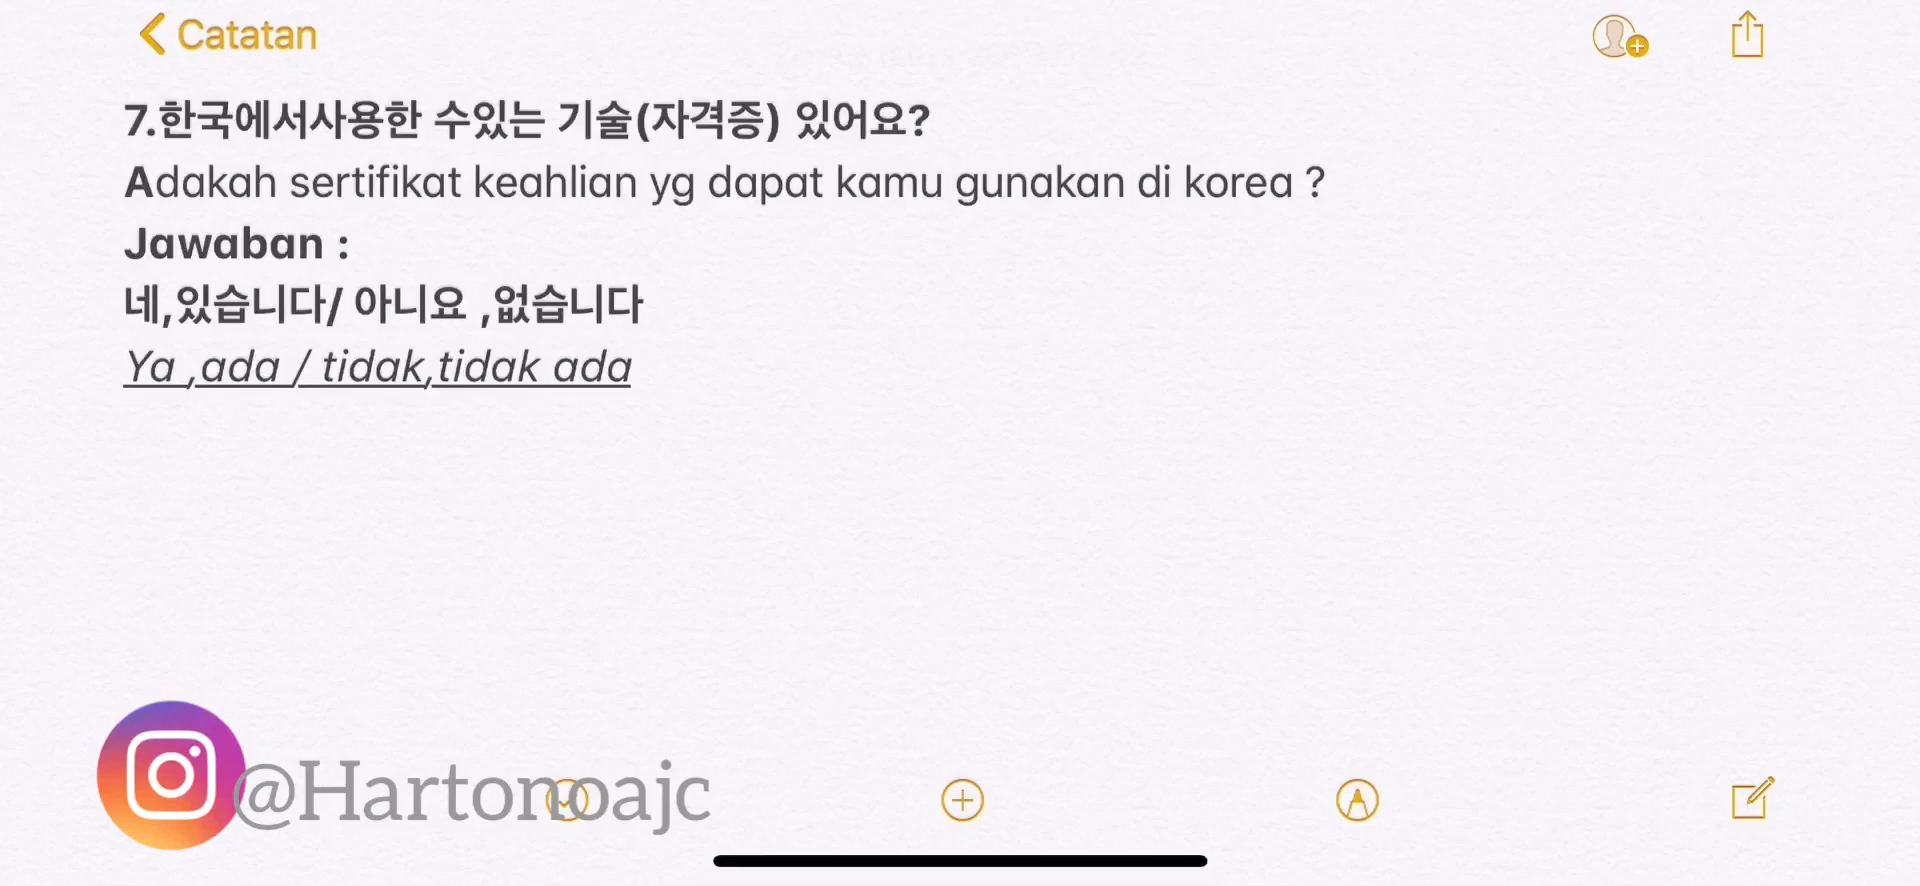 Catatan
7.한국에서사용한 수있는 기술(자격증) 있어요?
Adakah sertifikat keahlian yg dapat kamu gunakan di korea ?
Jawaban :
네,있습니다/ 아니요 ,없습니다
Ya ,ada / tidak,tidak ada
@Hartonoajc